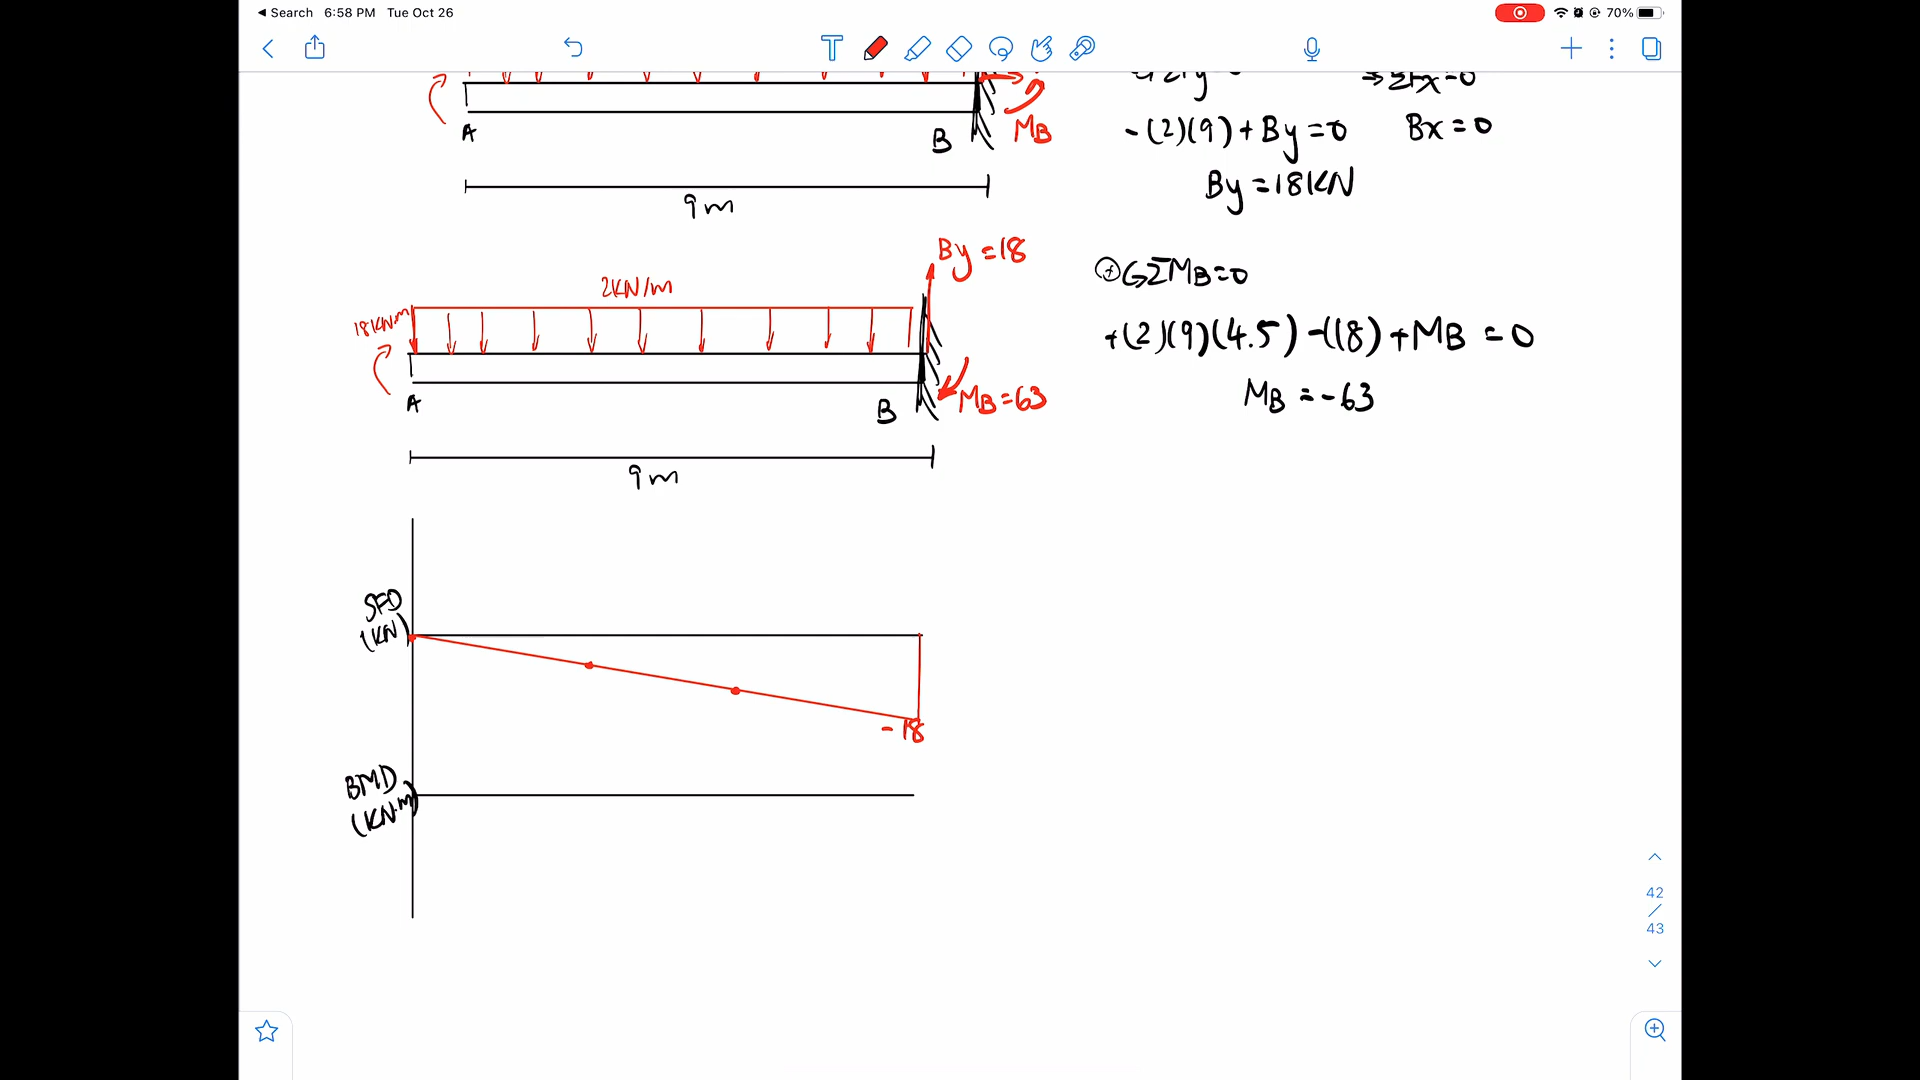 Search 6:58 PM Tue Oct 26
70%
A
B
MB
9m
-(2)(9)+By=0
Bx=0
By=18KN
By=18
2KN/m
18KN.m
A
B
MB=63
9m
ΣMB=0
+(2)(9)(4.5)-(18)+MB=0
MB=-63
SFD
(KN)
-18
BMD
(KN.m)
42
/
43